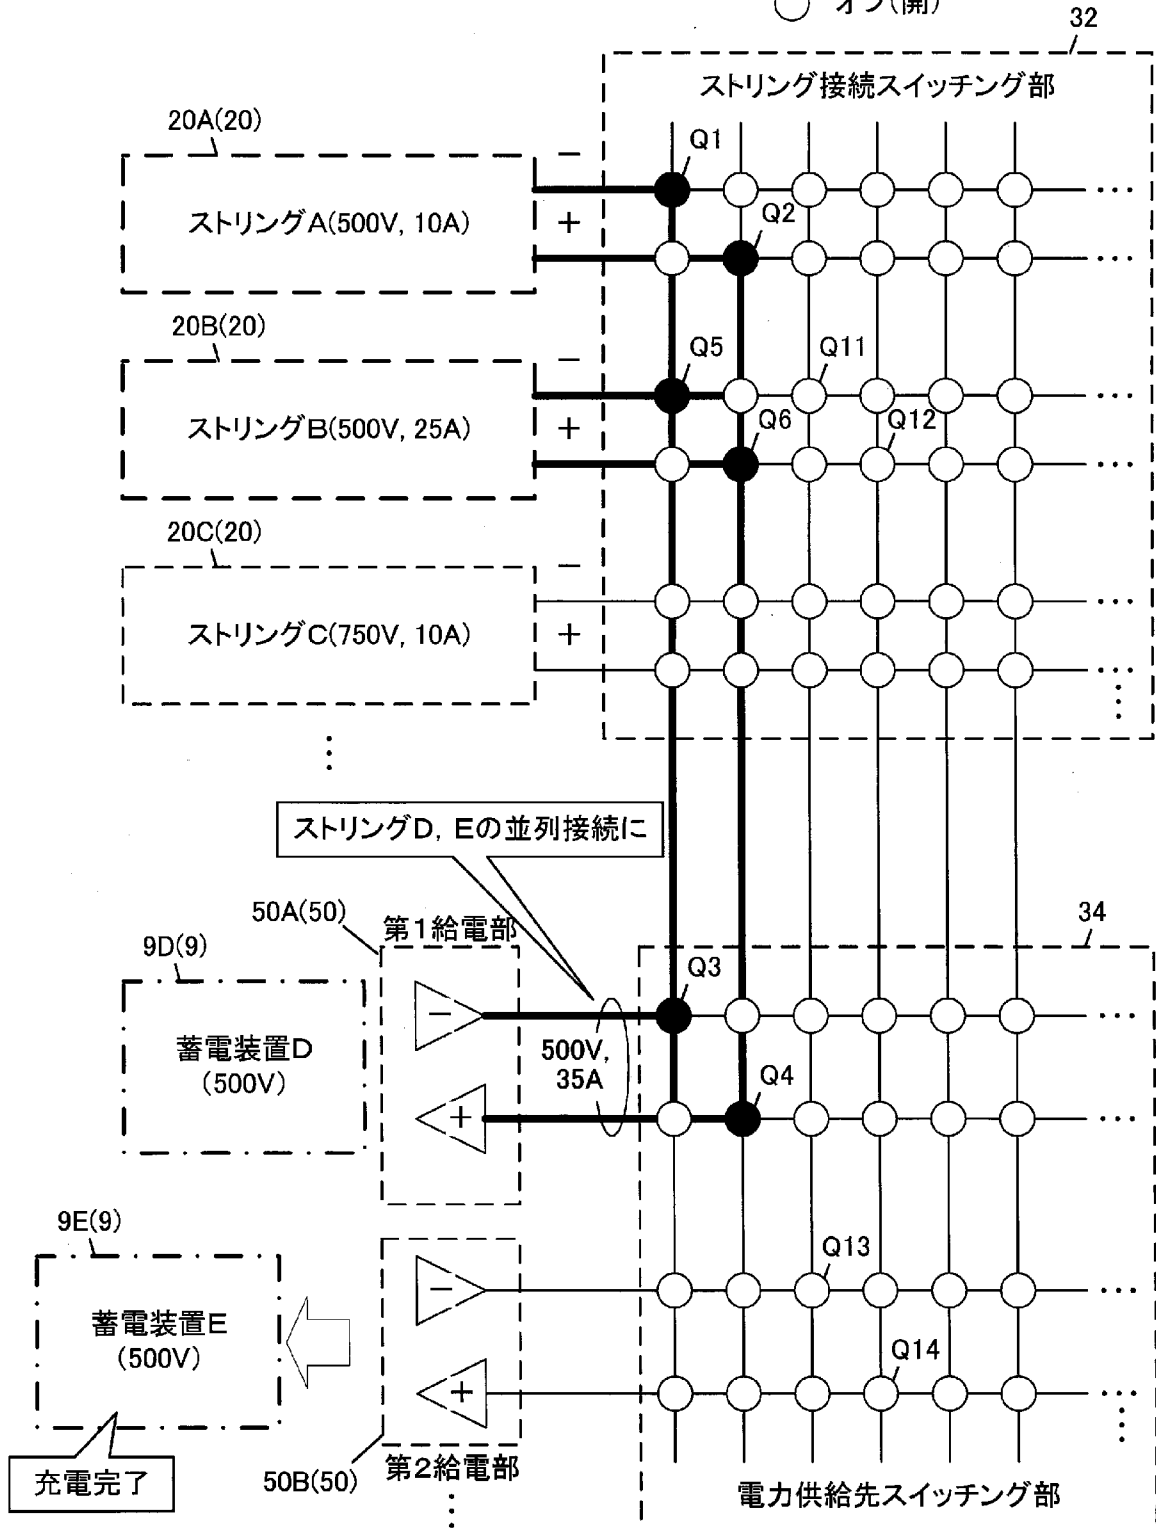 オフ(開)
32
ストリング接続スイッチング部
20A(20)
Q1
−
ストリングA(500V, 10A)
+
Q2
20B(20)
−
Q5
Q11
ストリングB(500V, 25A)
+
Q6
Q12
20C(20)
−
ストリングC(750V, 10A)
+
ストリングD, Eの並列接続に
50A(50)
第1給電部
34
9D(9)
Q3
−
蓄電装置D
(500V)
500V,
35A
Q4
+
9E(9)
Q13
−
蓄電装置E
(500V)
Q14
+
充電完了
50B(50)
第2給電部
電力供給先スイッチング部